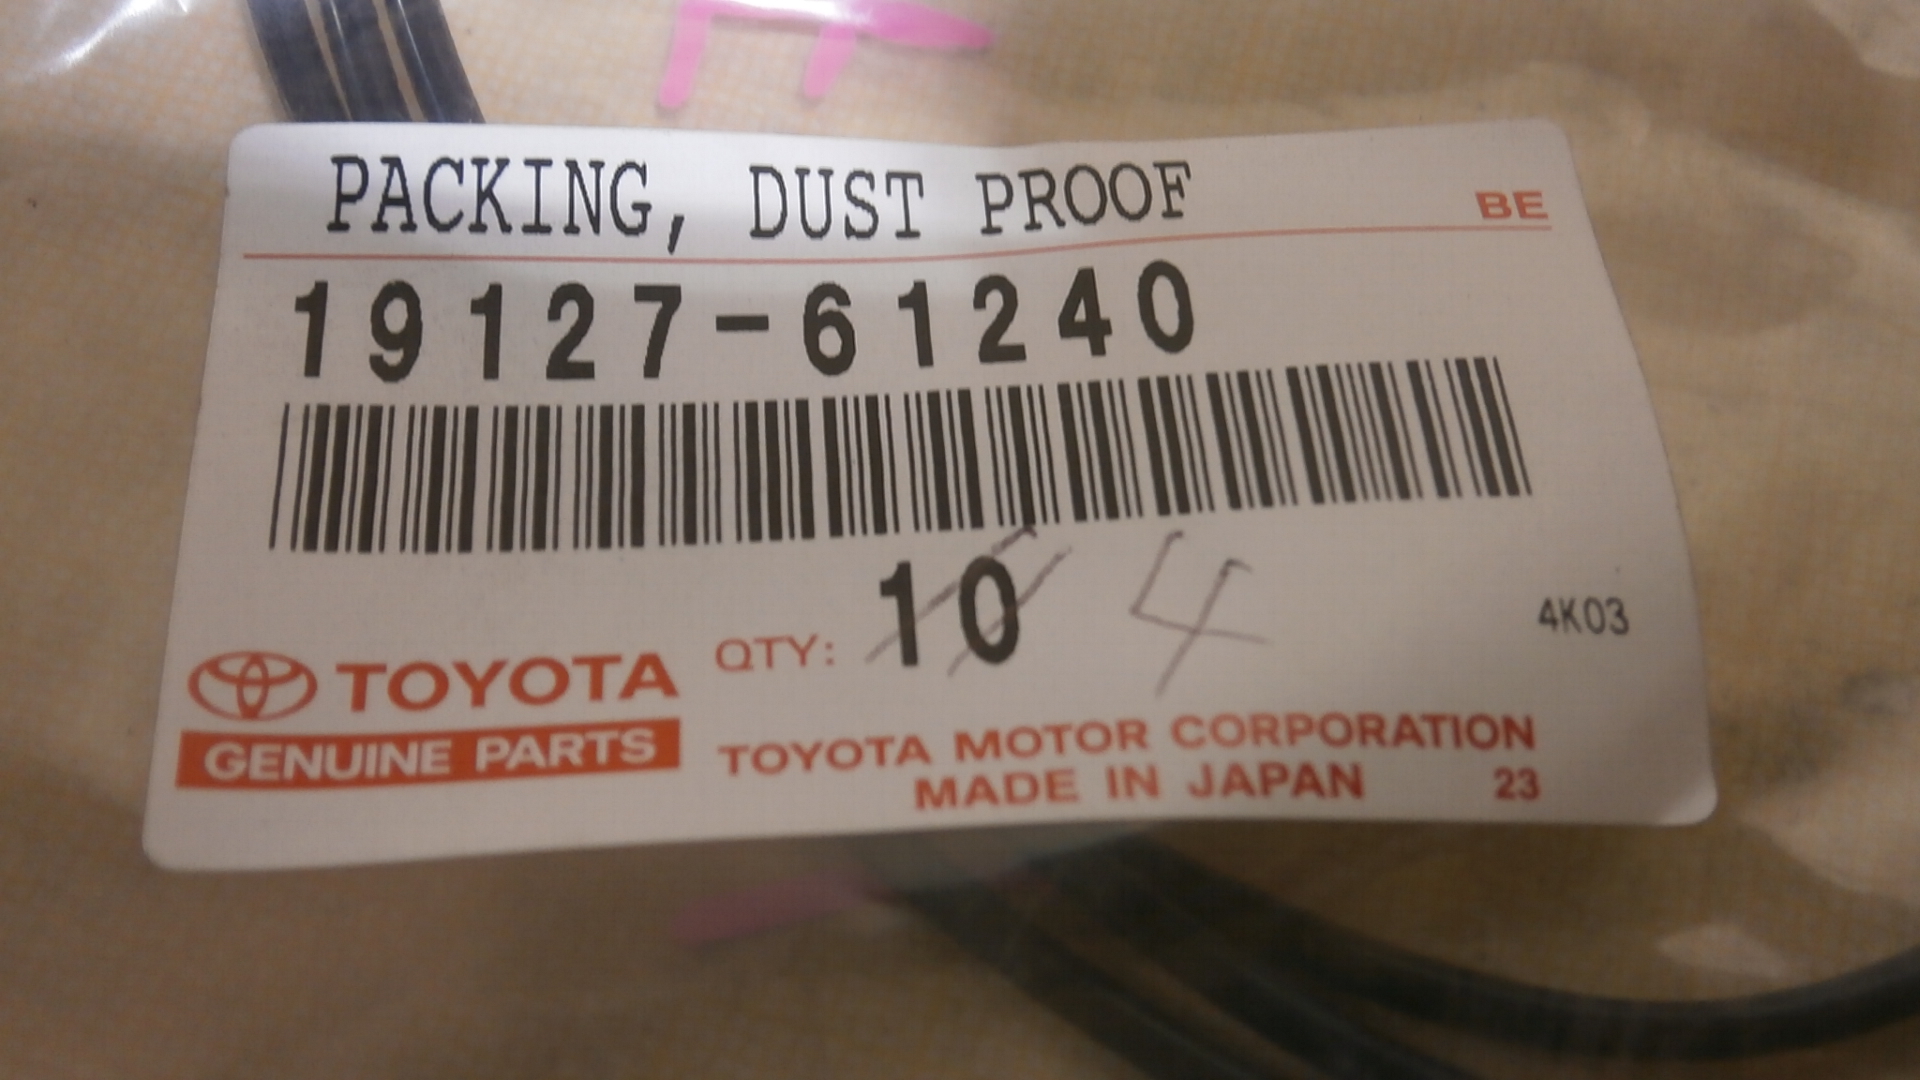 PACKING, DUST PROOF
BE
19127-61240
10 4
4K03
QTY:
TOYOTA
GENUINE PARTS
TOYOTA MOTOR CORPORATION
MADE IN JAPAN 23